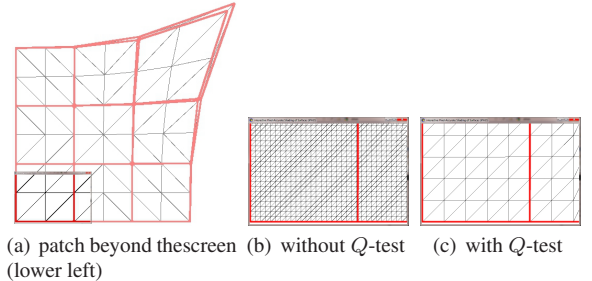 (a) patch beyond thescreen (b) without Q-test (c) with Q-test
(lower left)